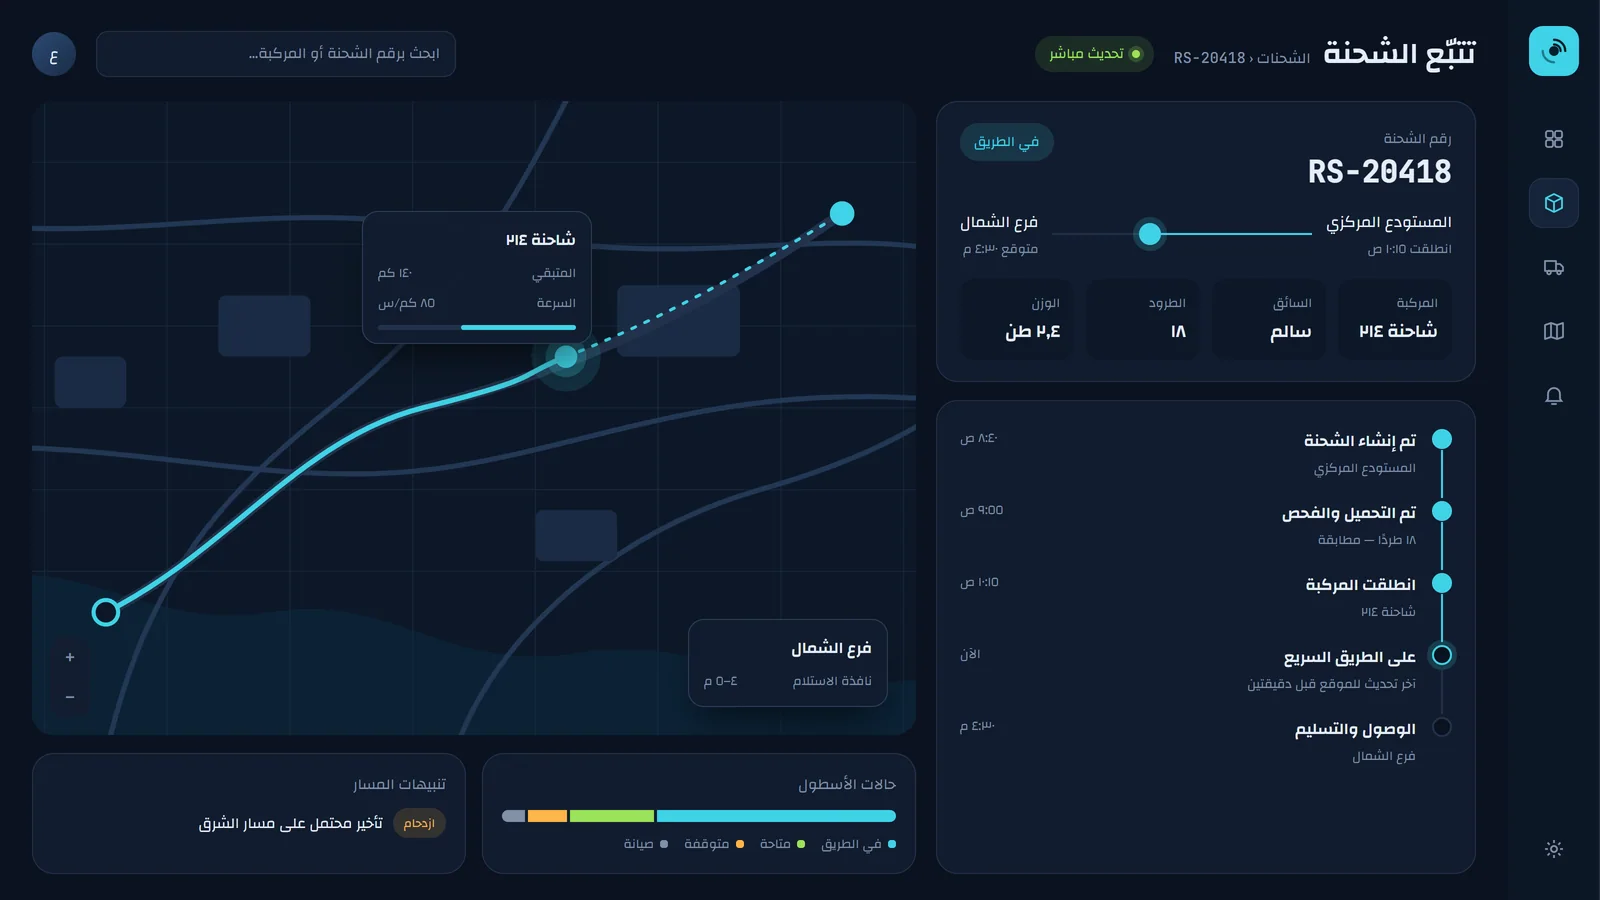 تتبّع الشحنة
الشحنات › RS-20418
تحديث مباشر
ابحث برقم الشحنة أو المركبة...
ع
رقم الشحنة
RS-20418
في الطريق
المستودع المركزي
انطلقت ١٠:١٥ ص
فرع الشمال
متوقع ٤:٣٠ م
المركبة
شاحنة ٢١٤
السائق
سالم
الطرود
١٨
الوزن
٢,٤ طن
تم إنشاء الشحنة
٨:٤٠ ص
المستودع المركزي
تم التحميل والفحص
٩:٠٠ ص
١٨ طردًا — مطابقة
انطلقت المركبة
١٠:١٥ ص
شاحنة ٢١٤
على الطريق السريع
الآن
آخر تحديث للموقع قبل دقيقتين
الوصول والتسليم
٤:٣٠ م
فرع الشمال
شاحنة ٢١٤
المتبقي ١٤٠ كم
السرعة ٨٥ كم/س
فرع الشمال
نافذة الاستلام ٤–٥ م
+
−
حالات الأسطول
في الطريق
متاحة
متوقفة
صيانة
تنبيهات المسار
ازدحام
تأخير محتمل على مسار الشرق